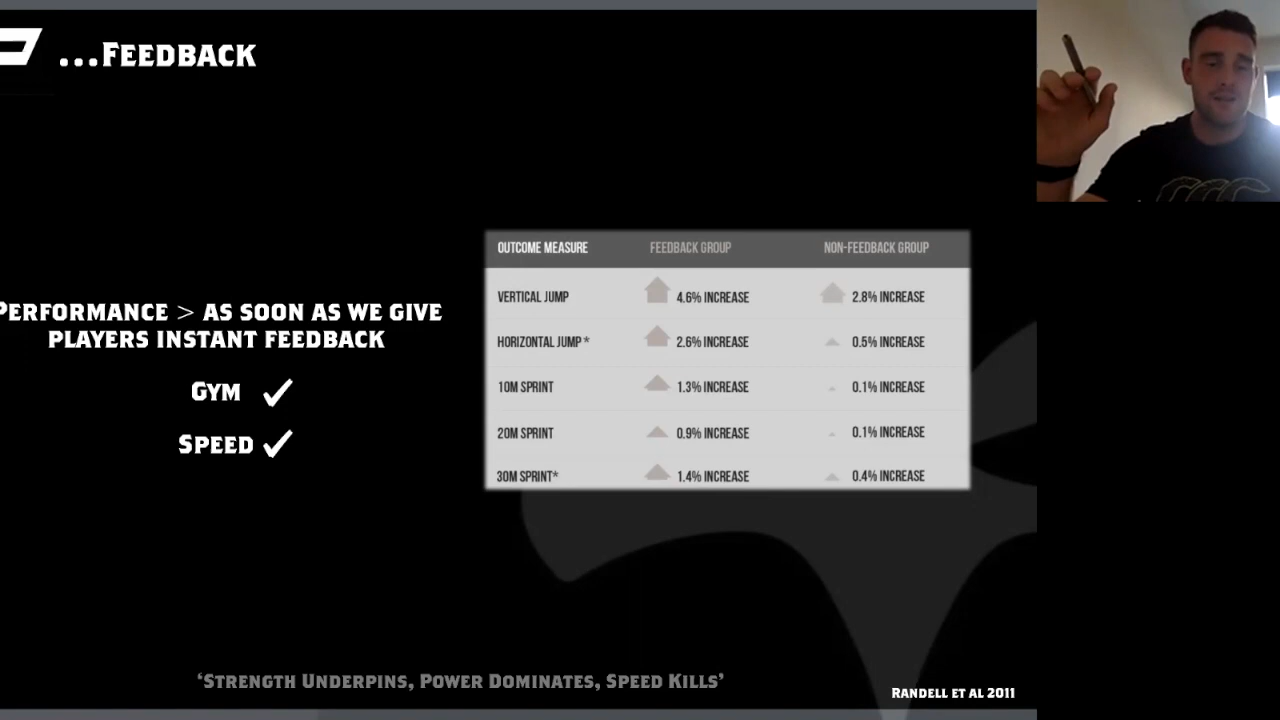 ...Feedback
Performance > as soon as we give
players instant feedback
Gym ✓
Speed ✓
OUTCOME MEASURE FEEDBACK GROUP NON-FEEDBACK GROUP
VERTICAL JUMP 4.6% INCREASE 2.8% INCREASE
HORIZONTAL JUMP* 2.6% INCREASE 0.5% INCREASE
10M SPRINT 1.3% INCREASE 0.1% INCREASE
20M SPRINT 0.9% INCREASE 0.1% INCREASE
30M SPRINT* 1.4% INCREASE 0.4% INCREASE
‘Strength Underpins, Power Dominates, Speed Kills’
Randell et al 2011